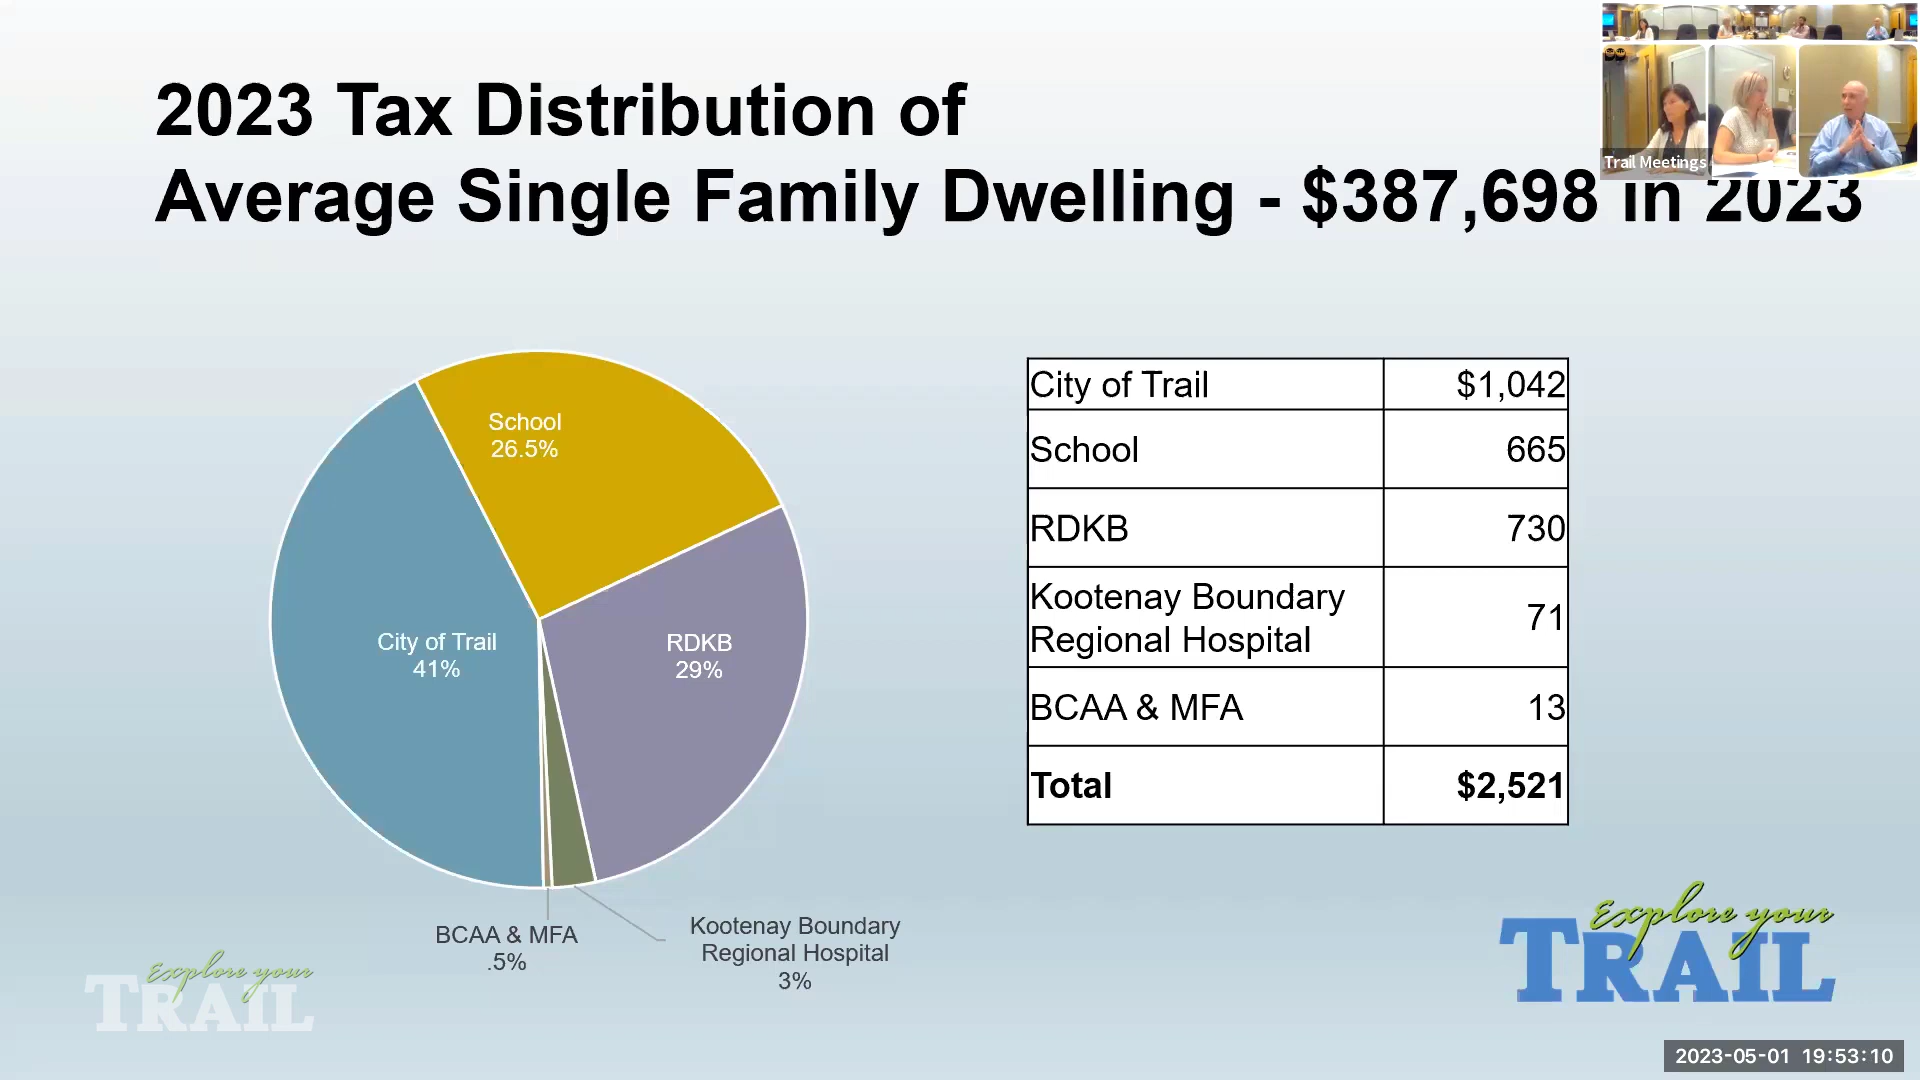 2023 Tax Distribution of
Average Single Family Dwelling - $387,698 in 2023
Trail Meetings
School
26.5%
City of Trail
41%
RDKB
29%
BCAA & MFA
.5%
Kootenay Boundary
Regional Hospital
3%
City of Trail $1,042
School 665
RDKB 730
Kootenay Boundary
Regional Hospital 71
BCAA & MFA 13
Total $2,521
Explore your
TRAIL
Explore your
TRAIL
2023-05-01 19:53:10